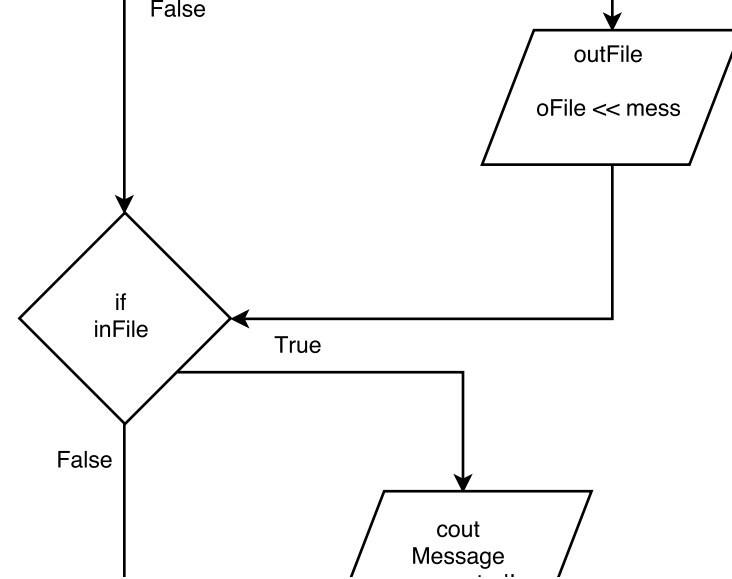 False
outFile
oFile << mess
if
inFile
True
False
cout
Message